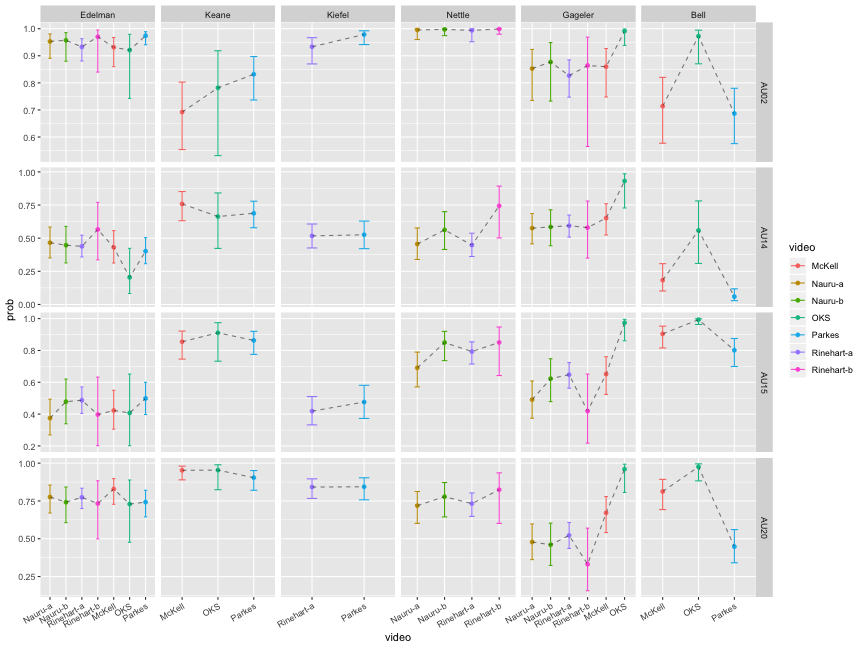 Edelman Keane Kiefel Nettle Gageler Bell
1.0
0.9
0.8
0.7
0.6
AU02
1.00
0.75
0.50
0.25
0.00
AU14
prob
1.0
0.8
0.6
0.4
0.2
AU15
1.00
0.75
0.50
0.25
AU20
Nauru-a Nauru-b Rinehart-a Rinehart-b McKell OKS Parkes McKell OKS Parkes Rinehart-a Parkes Nauru-a Nauru-b Rinehart-a Rinehart-b Nauru-a Nauru-b Rinehart-a Rinehart-b McKell OKS McKell OKS Parkes
video
video
McKell
Nauru-a
Nauru-b
OKS
Parkes
Rinehart-a
Rinehart-b